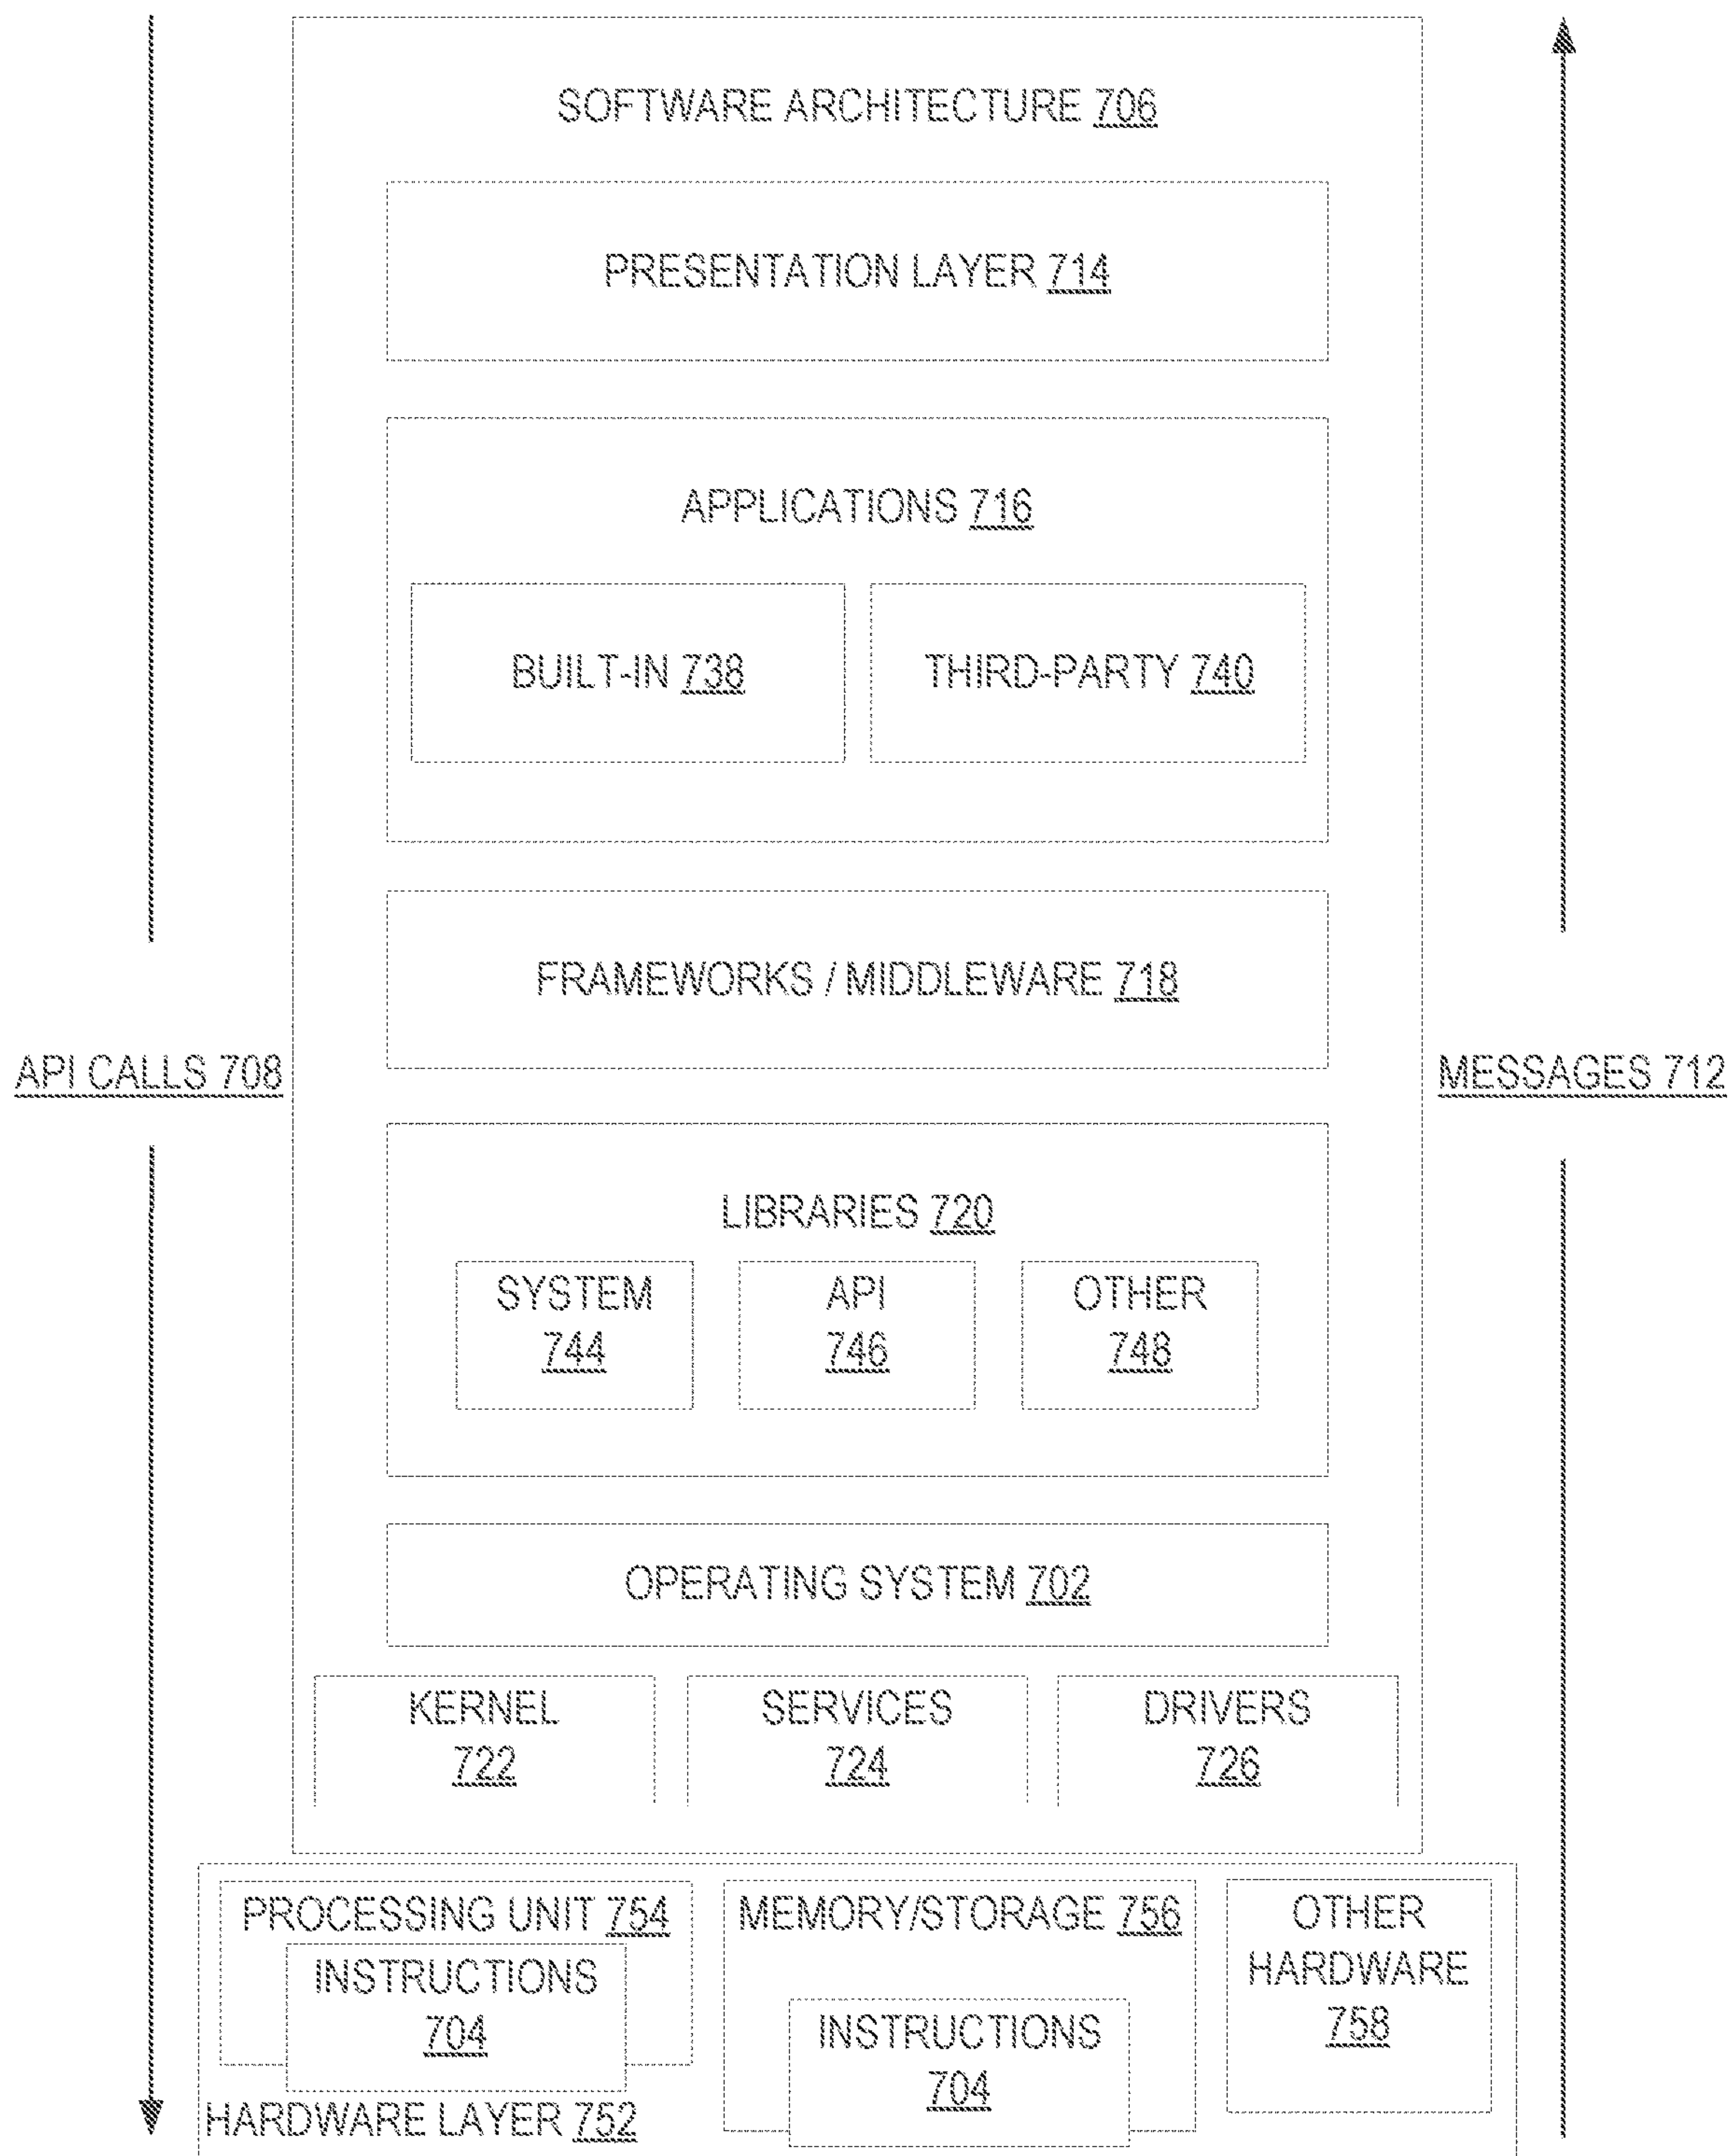 SOFTWARE ARCHITECTURE 706
PRESENTATION LAYER 714
APPLICATIONS 716
BUILT-IN 738
THIRD-PARTY 740
FRAMEWORKS / MIDDLEWARE 718
API CALLS 708
MESSAGES 712
LIBRARIES 720
SYSTEM
744
API
746
OTHER
748
OPERATING SYSTEM 702
KERNEL
722
SERVICES
724
DRIVERS
726
PROCESSING UNIT 754
INSTRUCTIONS
704
MEMORY/STORAGE 756
INSTRUCTIONS
704
OTHER
HARDWARE
758
HARDWARE LAYER 752